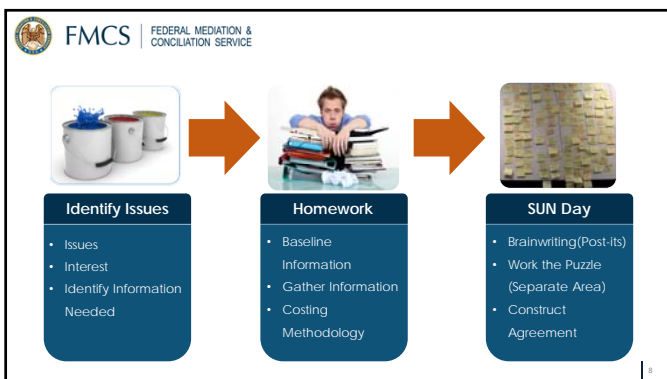 FMCS
FEDERAL MEDIATION &
CONCILIATION SERVICE
Identify Issues
• Issues
• Interest
• Identify Information
Needed
Homework
• Baseline
Information
• Gather Information
• Costing
Methodology
SUN Day
• Brainwriting(Post-its)
• Work the Puzzle
(Separate Area)
• Construct
Agreement
8